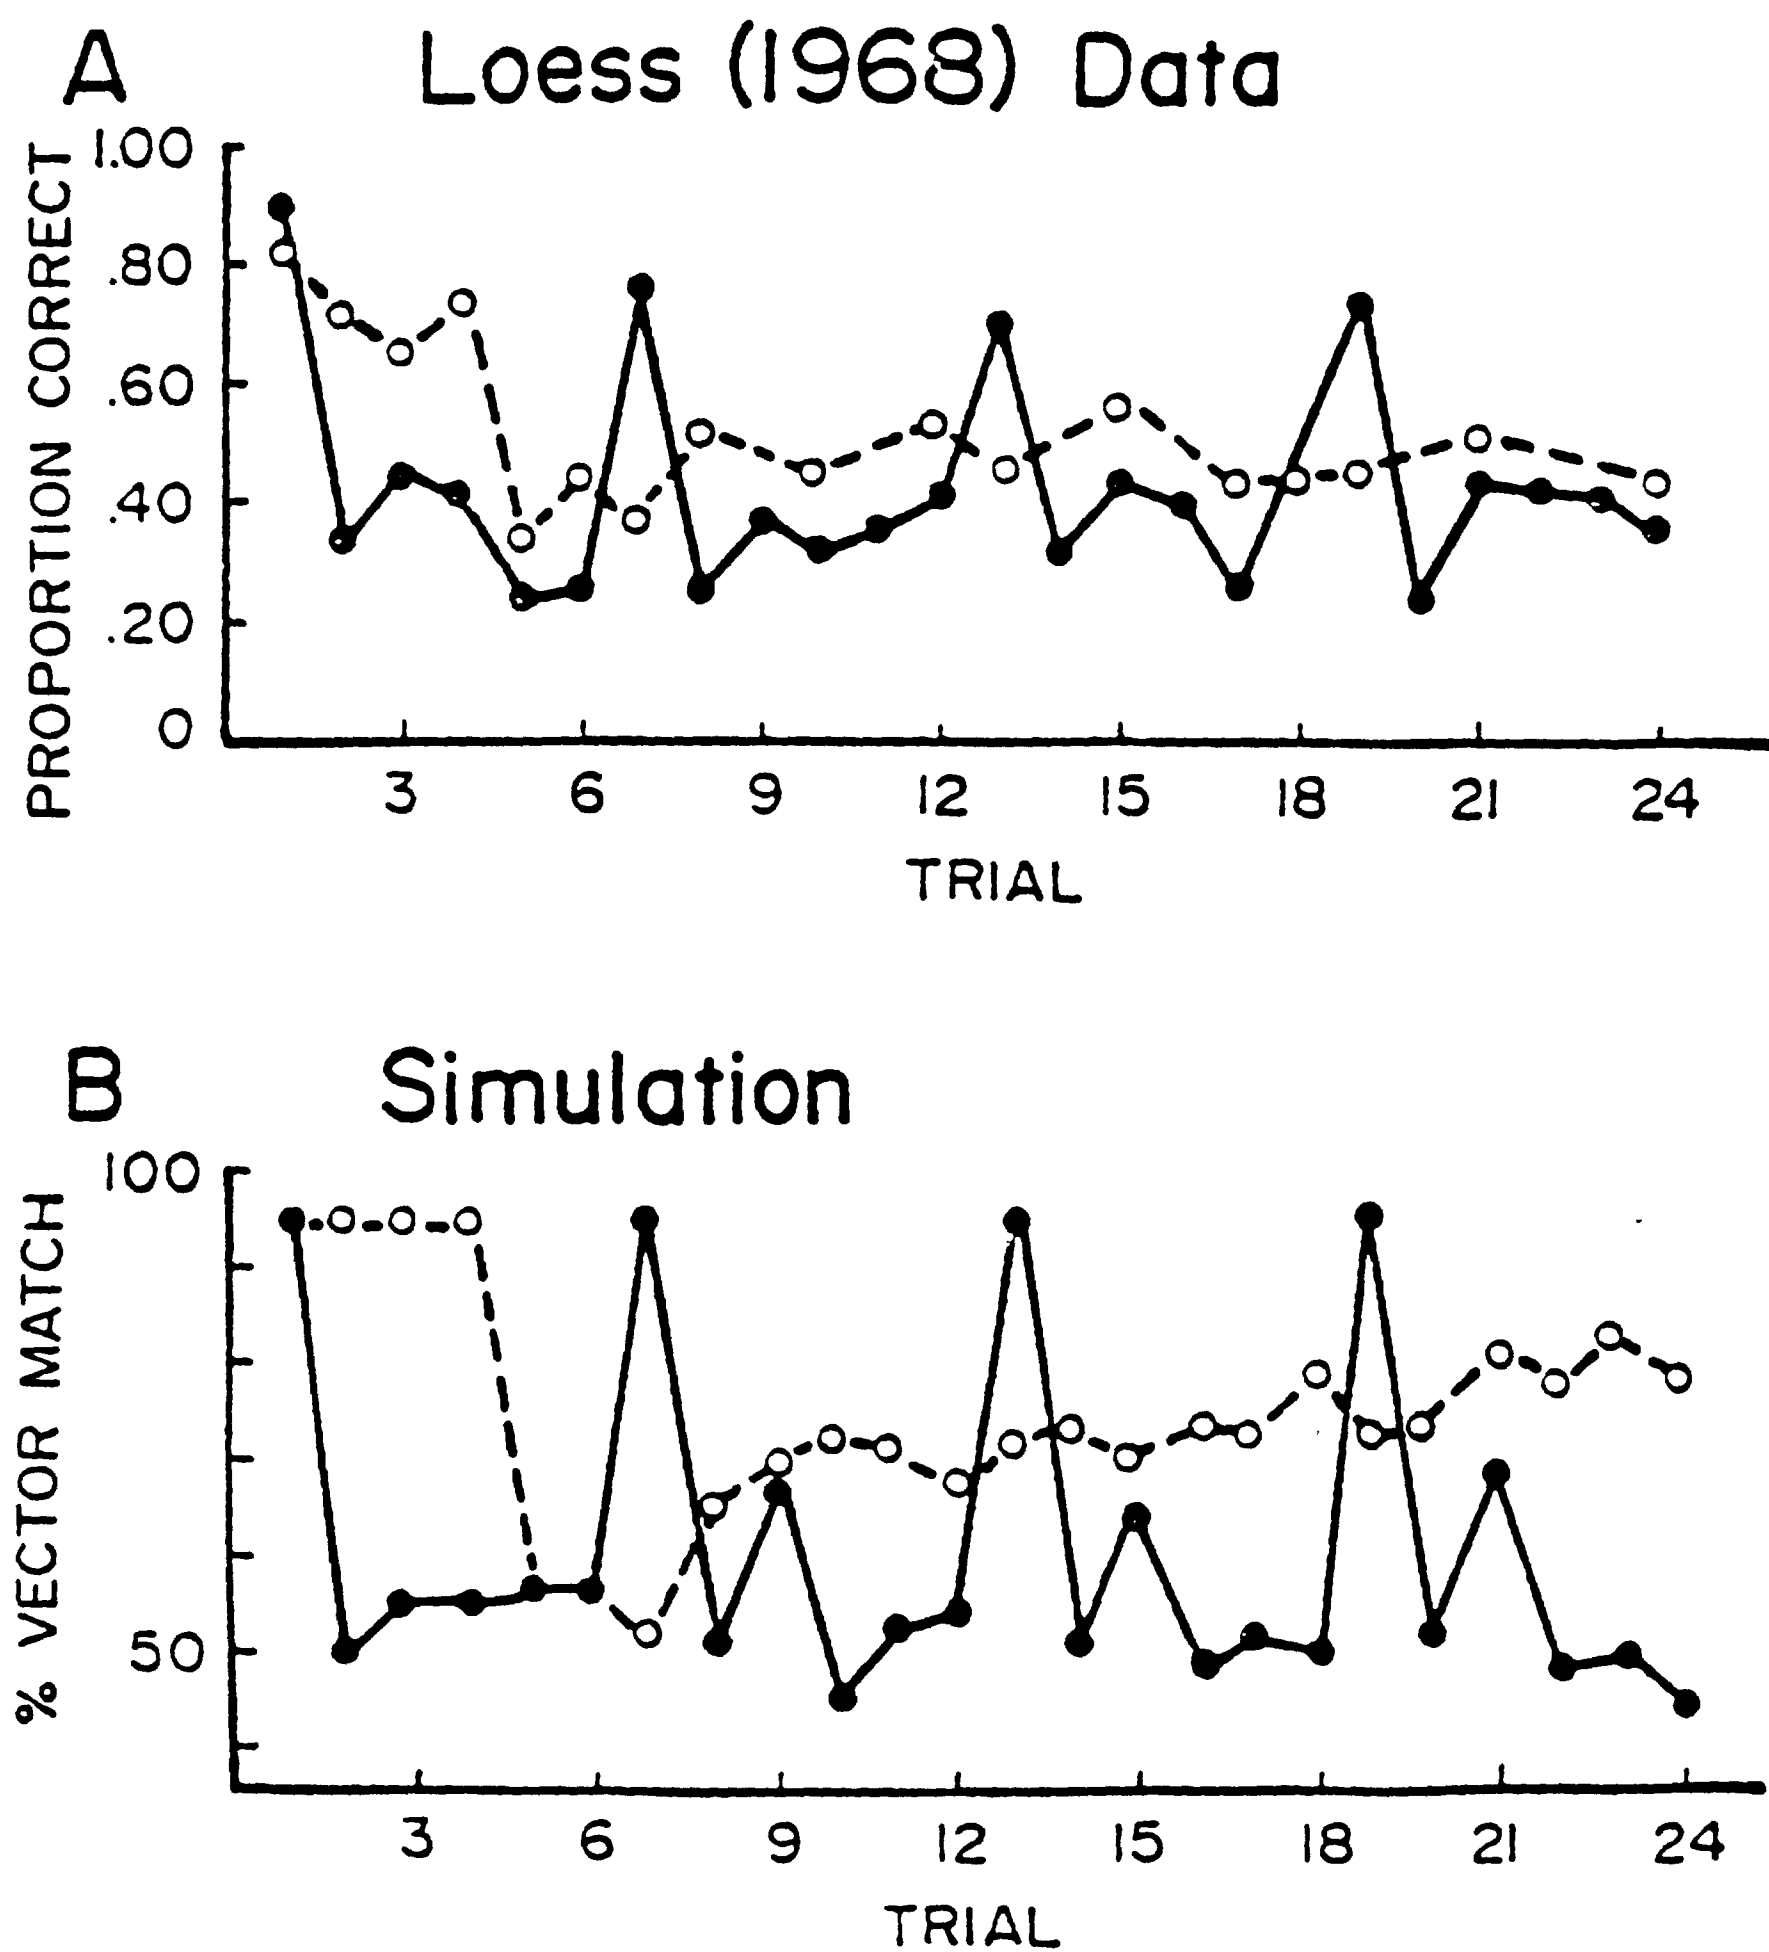 A Loess (1968) Data
PROPORTION CORRECT
1.00
.80
.60
.40
.20
0
3 6 9 12 15 18 21 24
TRIAL
B Simulation
% VECTOR MATCH
100
50
3 6 9 12 15 18 21 24
TRIAL